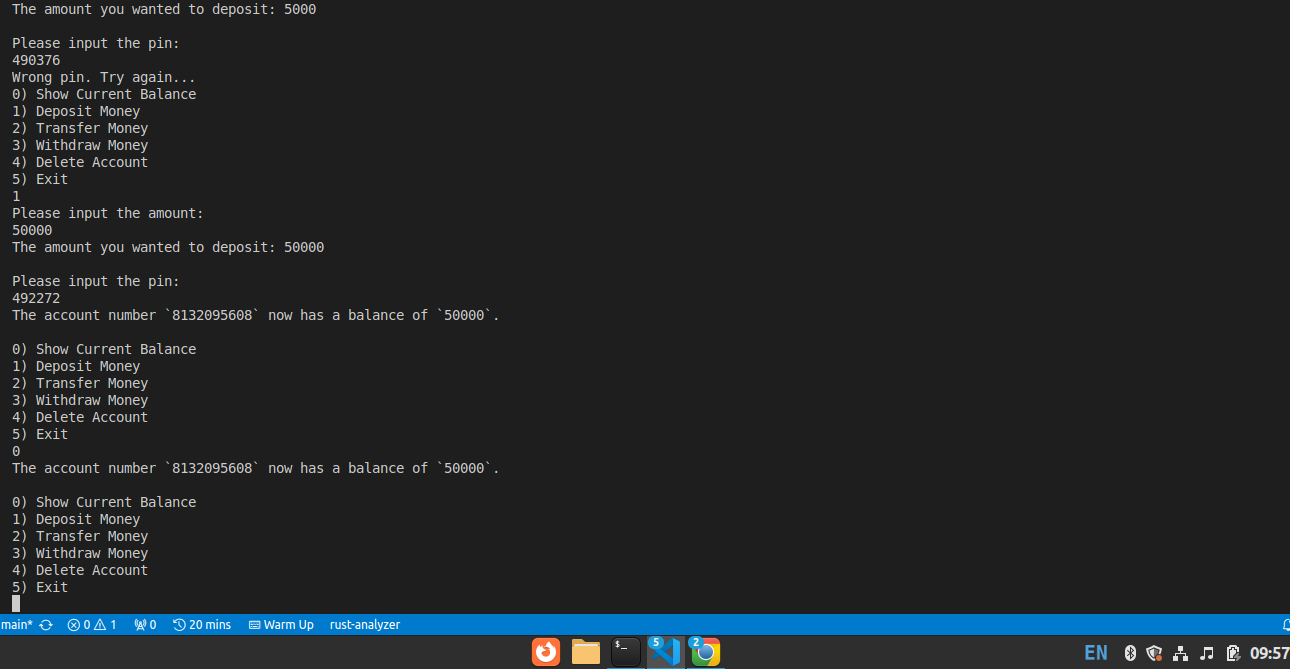 The amount you wanted to deposit: 5000
Please input the pin:
490376
Wrong pin. Try again...
0) Show Current Balance
1) Deposit Money
2) Transfer Money
3) Withdraw Money
4) Delete Account
5) Exit
1
Please input the amount:
50000
The amount you wanted to deposit: 50000
Please input the pin:
492272
The account number `8132095608` now has a balance of `50000`.
0) Show Current Balance
1) Deposit Money
2) Transfer Money
3) Withdraw Money
4) Delete Account
5) Exit
0
The account number `8132095608` now has a balance of `50000`.
0) Show Current Balance
1) Deposit Money
2) Transfer Money
3) Withdraw Money
4) Delete Account
5) Exit
main* 0 1 0 20 mins Warm Up rust-analyzer
$_ 5 2 EN 09:57